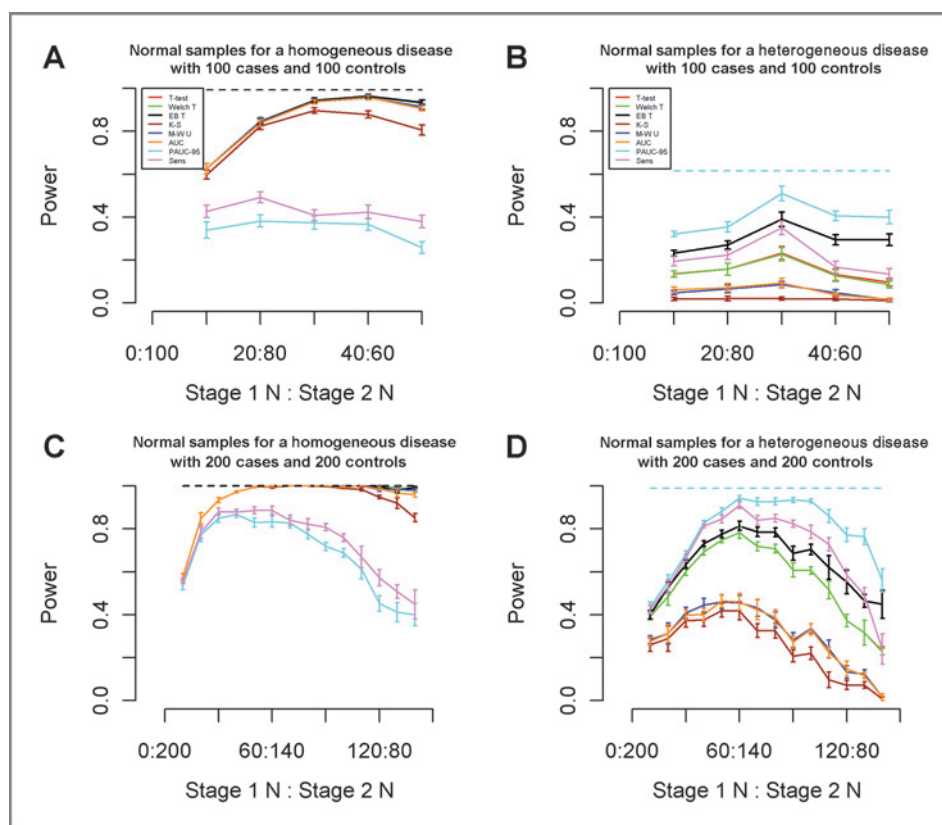 A
Normal samples for a homogeneous disease
with 100 cases and 100 controls
T-test
Welch T
EB T
K-S
M-W U
AUC
PAUC-95
Sens
Power
0.0
0.4
0.8
0:100
20:80
40:60
Stage 1 N : Stage 2 N
B
Normal samples for a heterogeneous disease
with 100 cases and 100 controls
T-test
Welch T
EB T
K-S
M-W U
AUC
PAUC-95
Sens
Power
0.0
0.4
0.8
0:100
20:80
40:60
Stage 1 N : Stage 2 N
C
Normal samples for a homogeneous disease
with 200 cases and 200 controls
Power
0.0
0.4
0.8
0:200
60:140
120:80
Stage 1 N : Stage 2 N
D
Normal samples for a heterogeneous disease
with 200 cases and 200 controls
Power
0.0
0.4
0.8
0:200
60:140
120:80
Stage 1 N : Stage 2 N